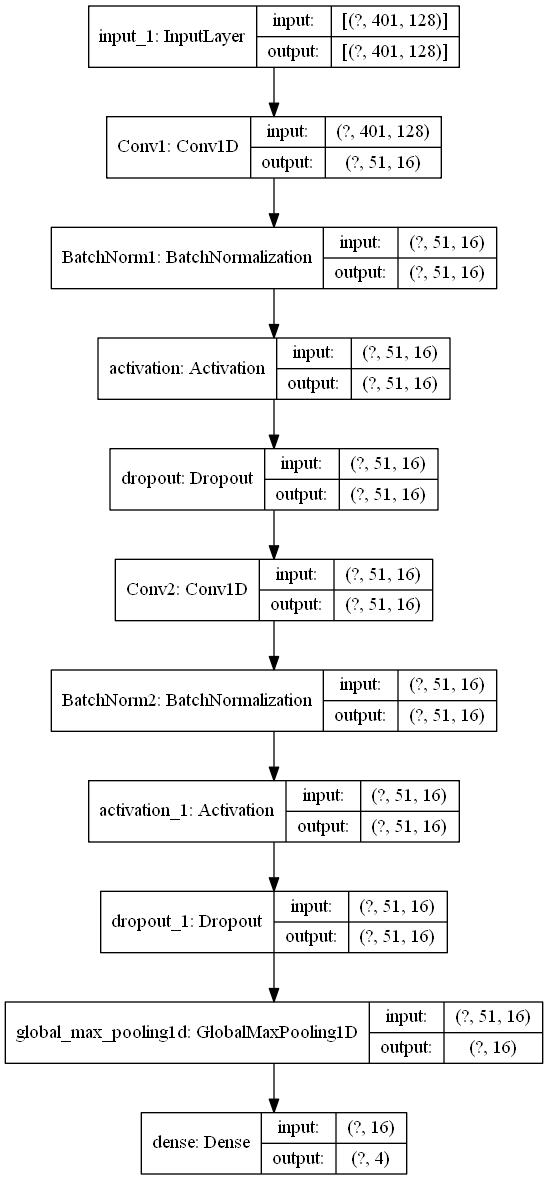 input_1: InputLayer
input: [(?, 401, 128)]
output: [(?, 401, 128)]
Conv1: Conv1D
input: (?, 401, 128)
output: (?, 51, 16)
BatchNorm1: BatchNormalization
input: (?, 51, 16)
output: (?, 51, 16)
activation: Activation
input: (?, 51, 16)
output: (?, 51, 16)
dropout: Dropout
input: (?, 51, 16)
output: (?, 51, 16)
Conv2: Conv1D
input: (?, 51, 16)
output: (?, 51, 16)
BatchNorm2: BatchNormalization
input: (?, 51, 16)
output: (?, 51, 16)
activation_1: Activation
input: (?, 51, 16)
output: (?, 51, 16)
dropout_1: Dropout
input: (?, 51, 16)
output: (?, 51, 16)
global_max_pooling1d: GlobalMaxPooling1D
input: (?, 51, 16)
output: (?, 16)
dense: Dense
input: (?, 16)
output: (?, 4)